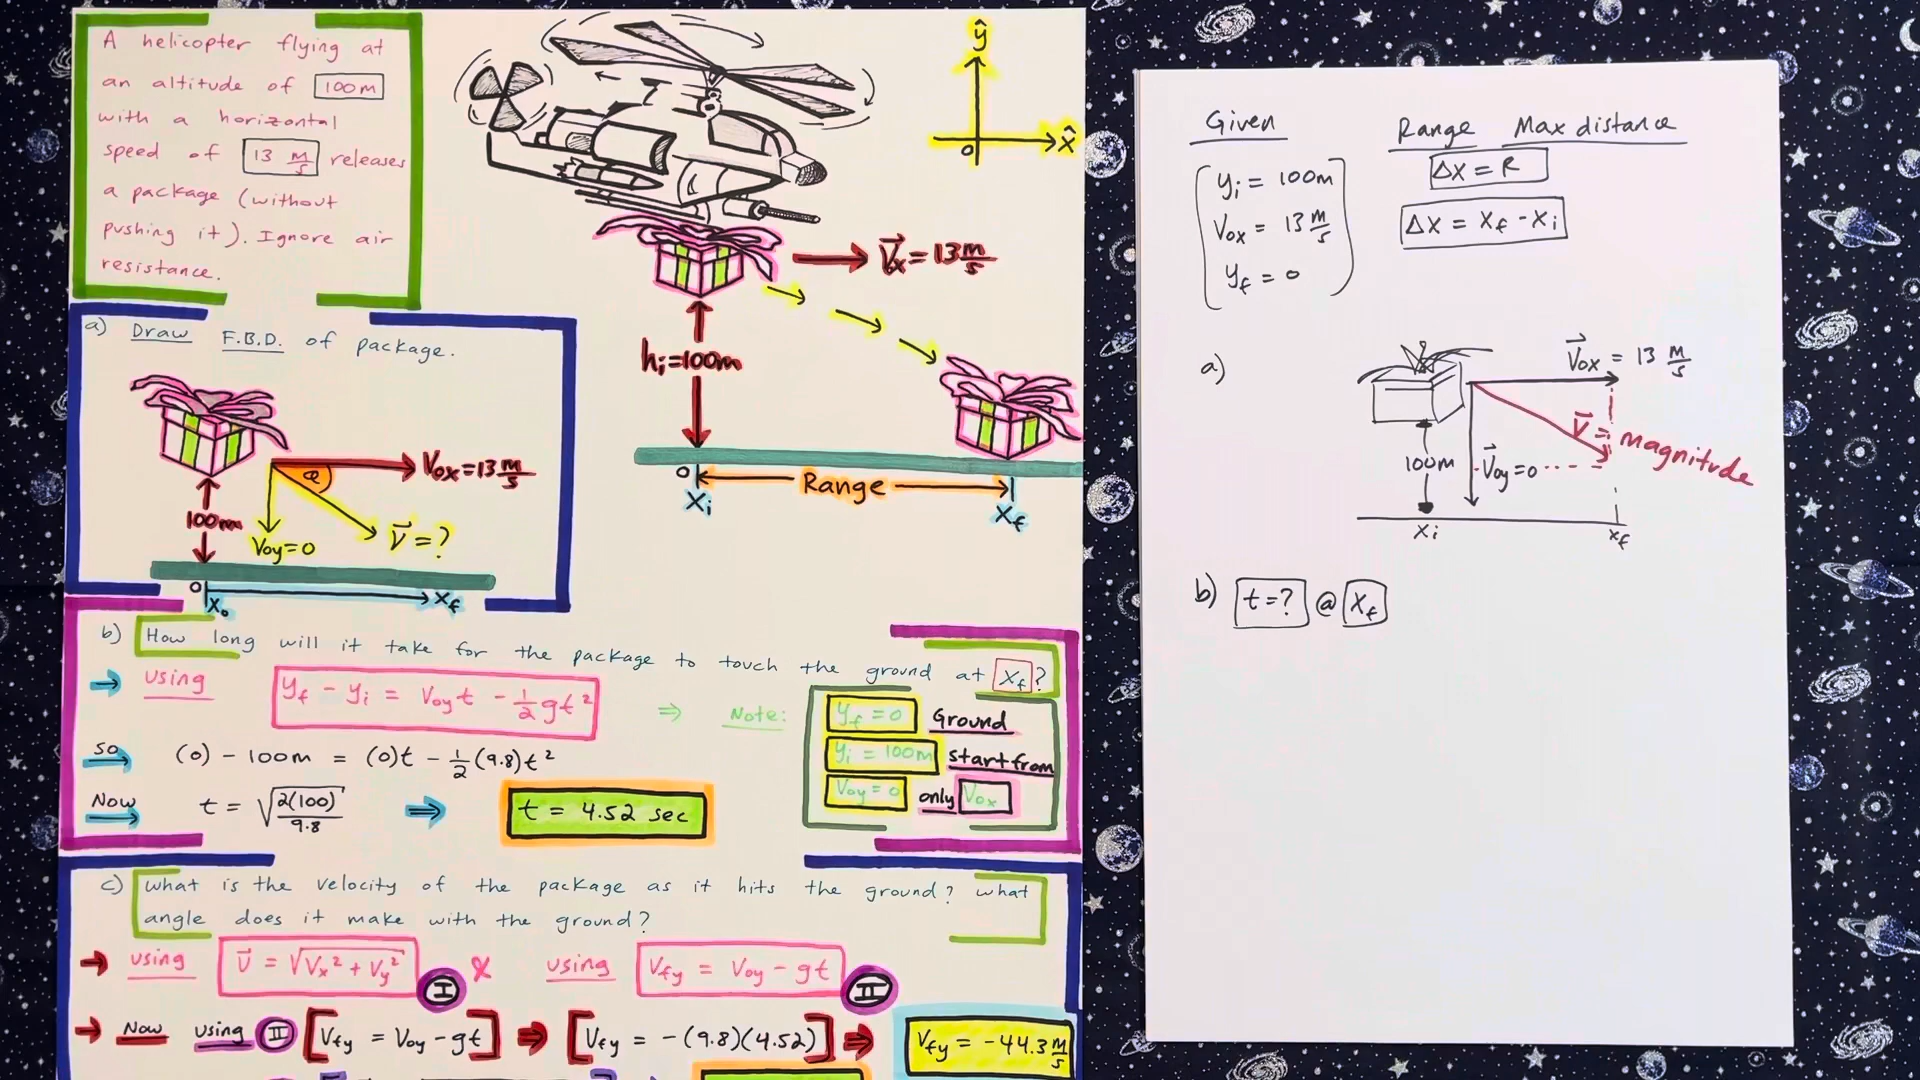 A helicopter flying at
an altitude of 100m
with a horizontal
speed of 13 m/s releases
a package (without
pushing it). Ignore air
resistance.
ŷ
x̂
0
V⃗x = 13 m/s
hi = 100m
0
Xi
Range
Xf
a) Draw F.B.D. of package.
Vox = 13 m/s
100m
Voy = 0
V⃗ = ?
0
Xo
Xf
b) How long will it take for the package to touch the ground at Xf?
using yf - yi = Voyt - 1/2 gt² ⇒ Note: yf = 0 Ground
so (0) - 100m = (0)t - 1/2 (9.8)t² yi = 100m start from
Now t = √2(100)/9.8 ⇒ t = 4.52 sec Voy = 0 only Vox
c) what is the velocity of the package as it hits the ground? what
angle does it make with the ground?
→ using V⃗ = √Vx² + Vy² I using Vfy = Voy - gt II
→ Now using II [Vfy = Voy - gt] ⇒ [Vfy = -(9.8)(4.52)] ⇒ Vfy = -44.3 m/s
Given
yi = 100m
Vox = 13 m/s
yf = 0
Range Max distance
Δx = R
Δx = Xf - Xi
a)
V⃗ox = 13 m/s
V⃗ = magnitude
100m
V⃗oy = 0
Xi
Xf
b) t = ? @ Xf